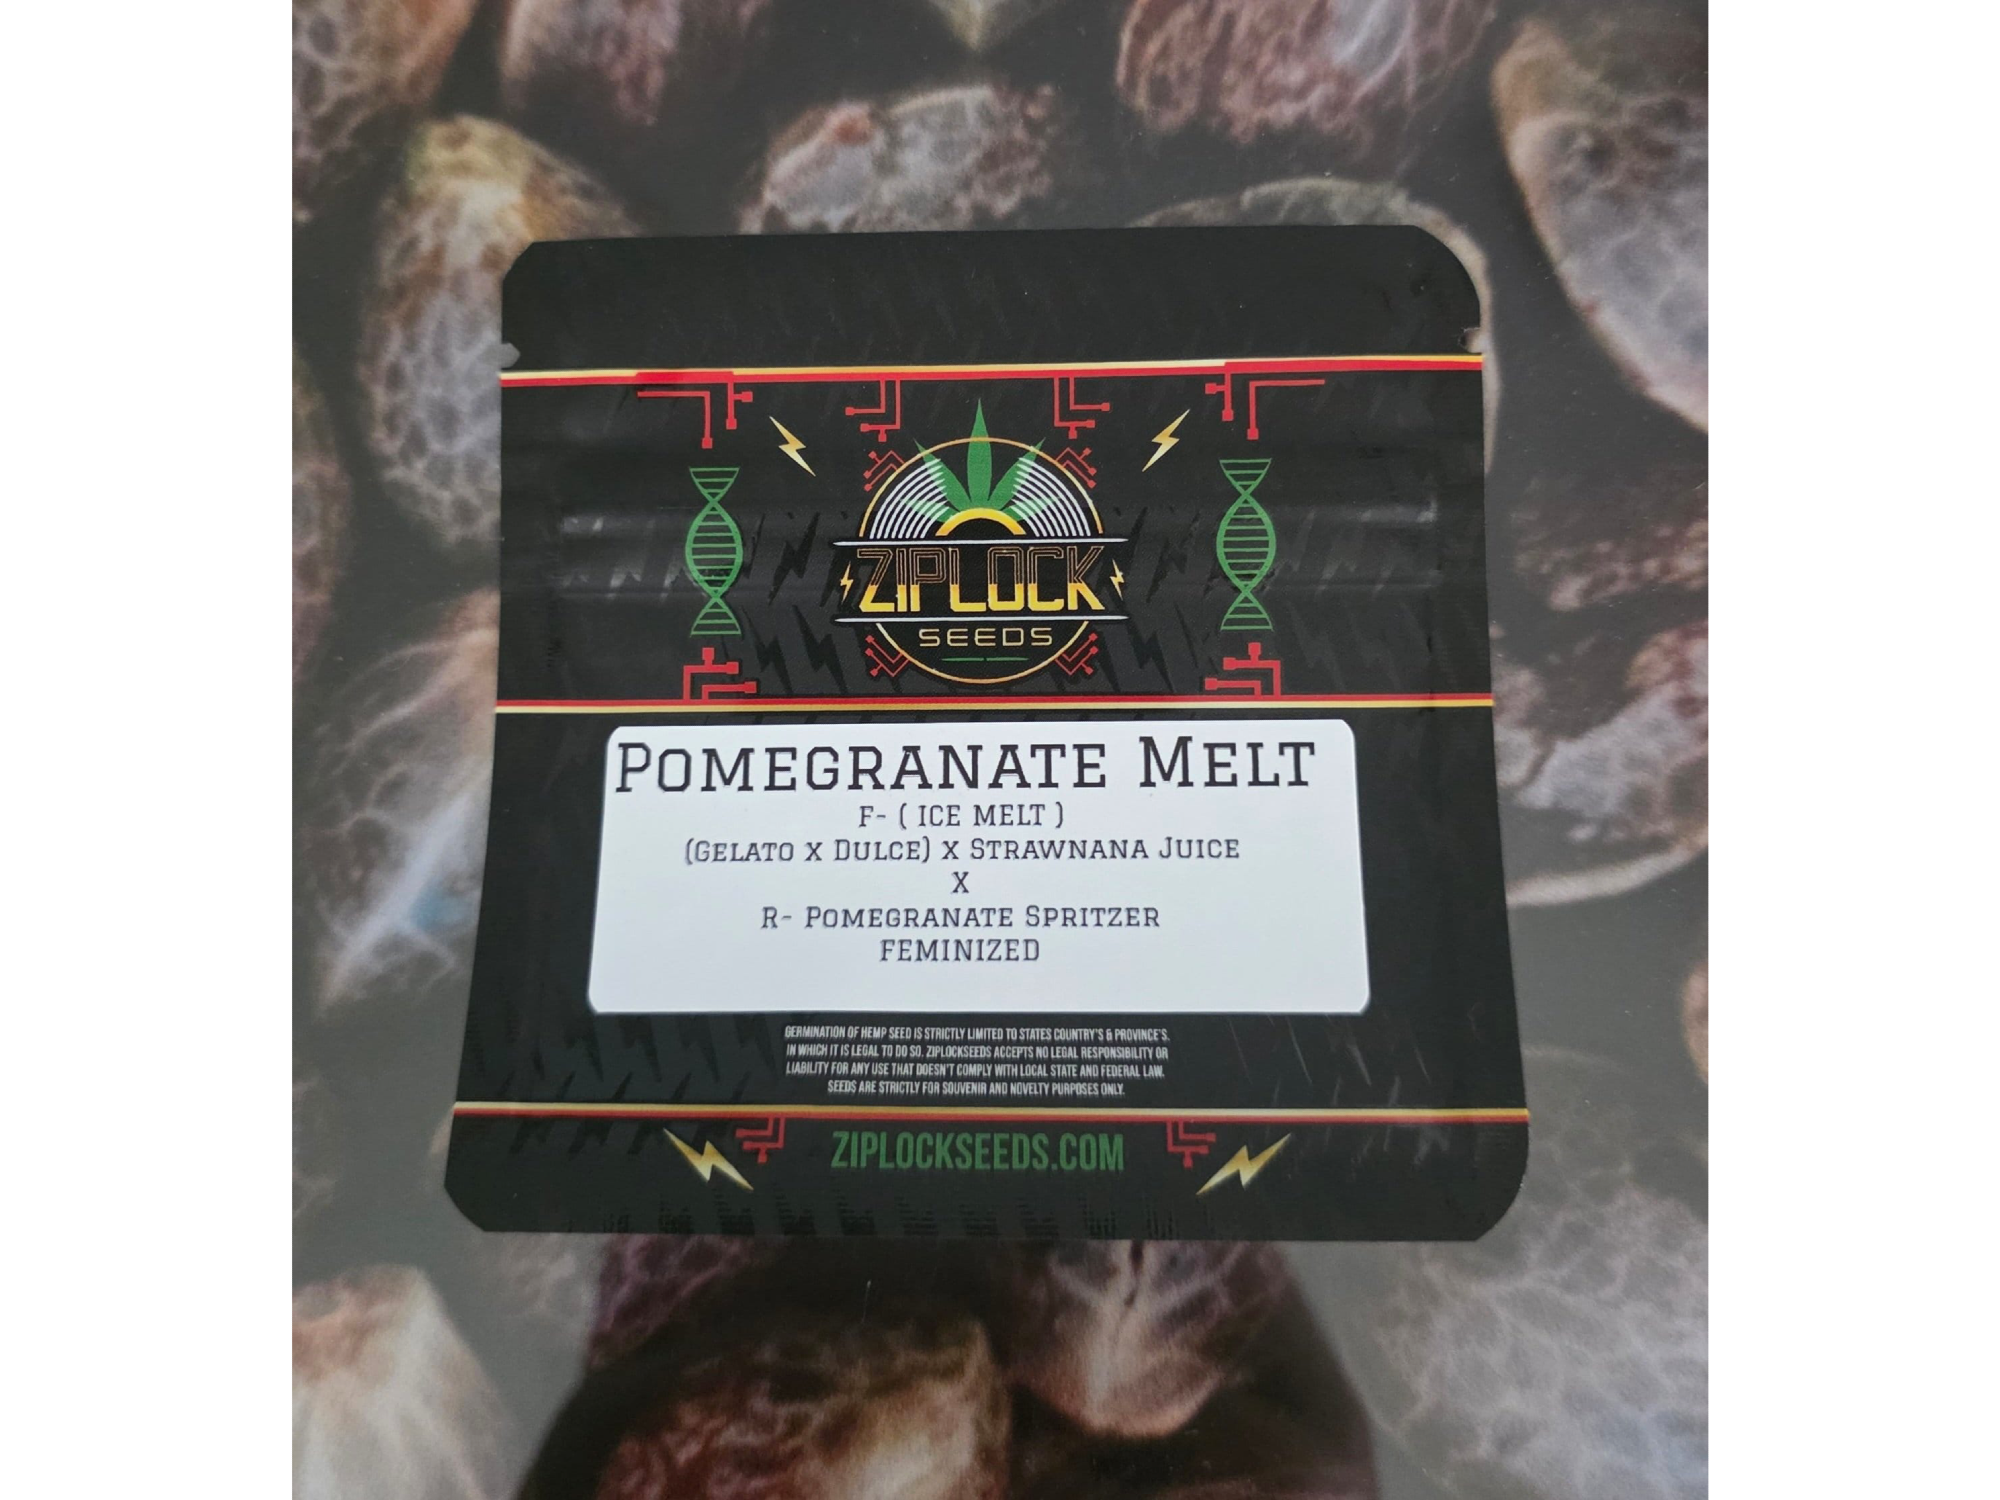 ZIPLOCK
SEEDS
POMEGRANATE MELT
F- ( ICE MELT )
(GELATO X DULCE) X STRAWNANA JUICE
X
R- POMEGRANATE SPRITZER
FEMINIZED
GERMINATION OF HEMP SEED IS STRICTLY LIMITED TO STATES COUNTRY'S & PROVINCE'S.
IN WHICH IT IS LEGAL TO DO SO. ZIPLOCKSEEDS ACCEPTS NO LEGAL RESPONSIBILITY OR
LIABILITY FOR ANY USE THAT DOESN'T COMPLY WITH LOCAL STATE AND FEDERAL LAW.
SEEDS ARE STRICTLY FOR SOUVENIR AND NOVELTY PURPOSES ONLY.
ZIPLOCKSEEDS.COM